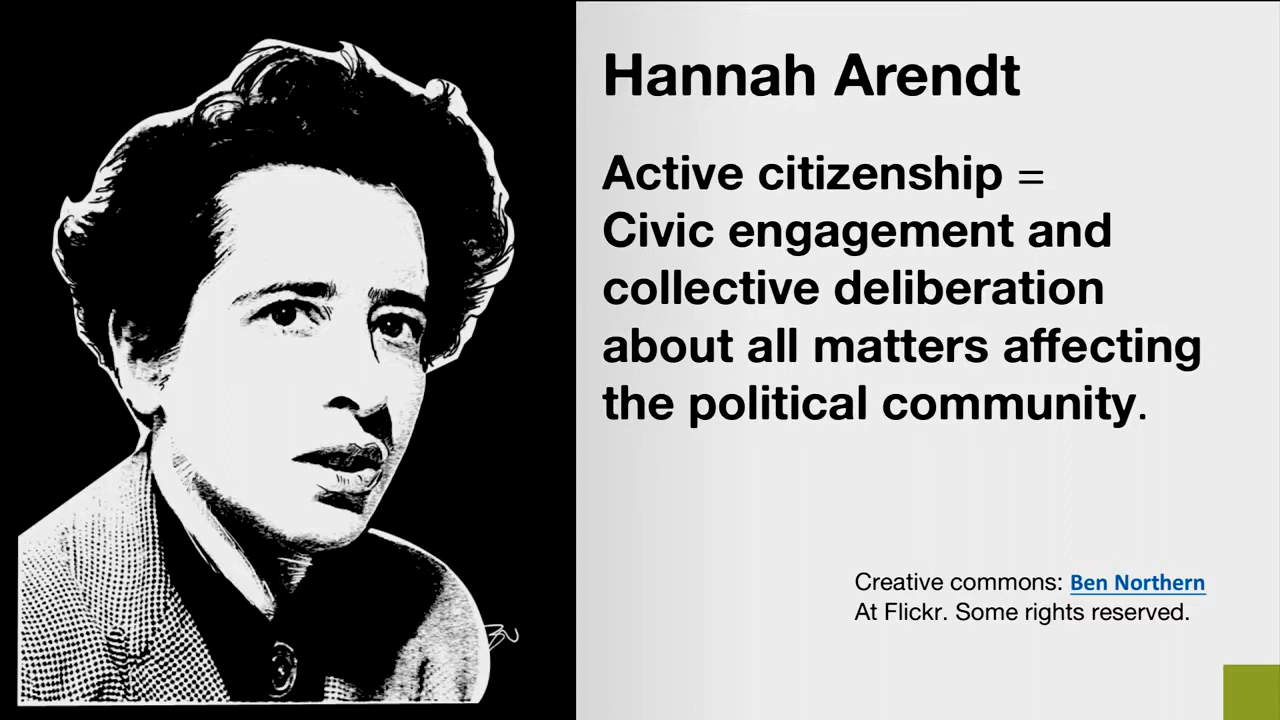 Hannah Arendt
Active citizenship =
Civic engagement and
collective deliberation
about all matters affecting
the political community.
Creative commons: Ben Northern
At Flickr. Some rights reserved.